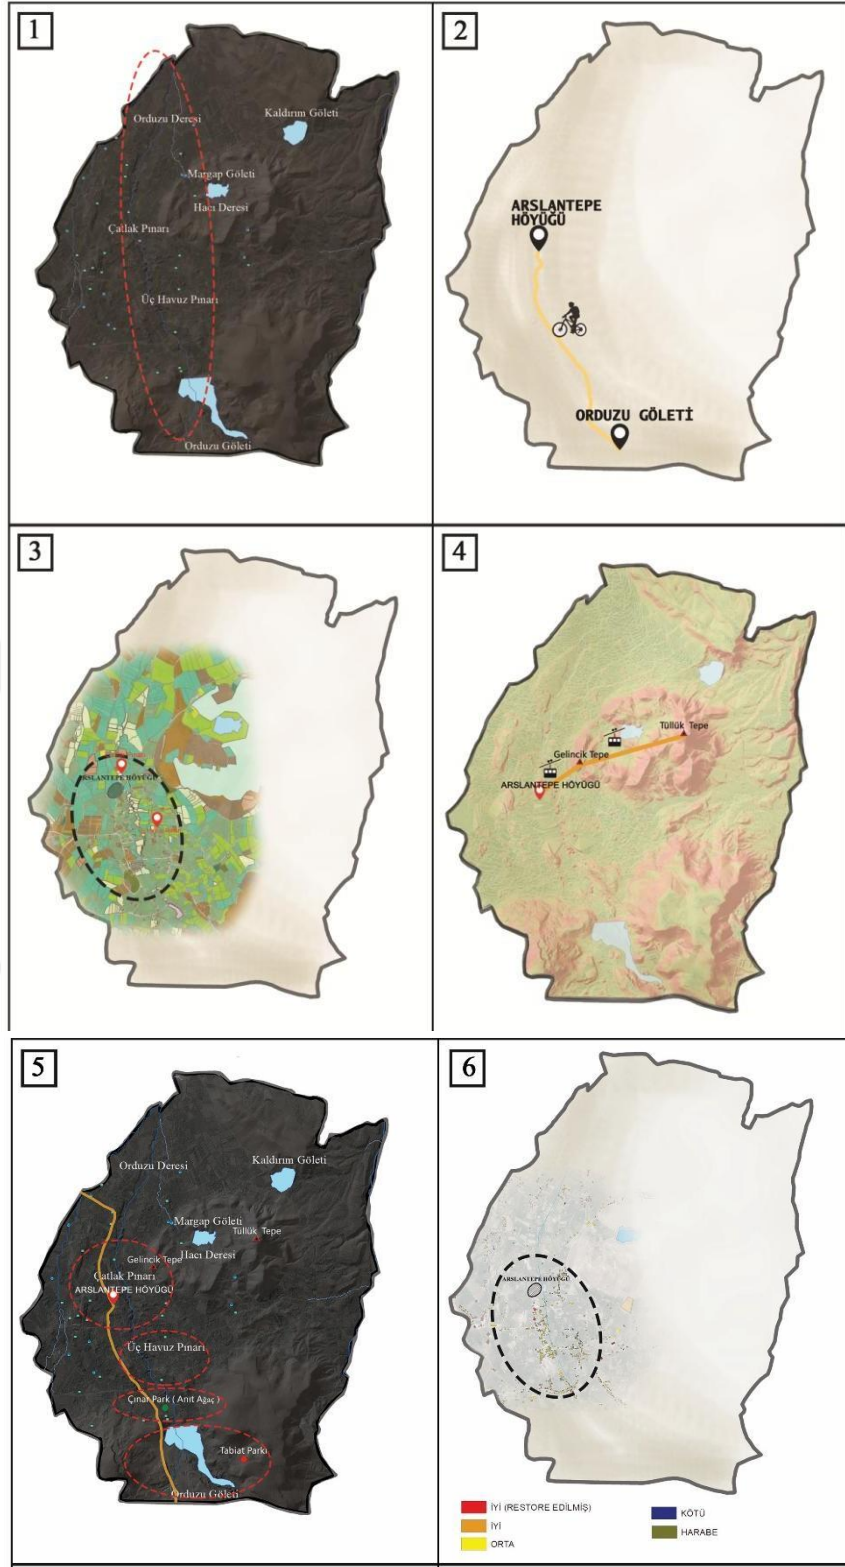 1
Orduzu Deresi
Kaldırım Göleti
Margap Göleti
Hacı Deresi
Çatlak Pınarı
Üç Havuz Pınarı
Orduzu Göleti
2
ARSLANTEPE
HÖYÜĞÜ
ORDUZU GÖLETİ
3
ARSLANTEPE HÖYÜĞÜ
4
Tüllük Tepe
Gelincik Tepe
ARSLANTEPE HÖYÜĞÜ
5
Orduzu Deresi
Kaldırım Göleti
Margap Göleti
Tüllük Tepe
Hacı Deresi
Gelincik Tepe
Çatlak Pınarı
ARSLANTEPE HÖYÜĞÜ
Üç Havuz Pınarı
Çınar Park ( Anıt Ağaç )
Tabiat Parkı
Orduzu Göleti
6
ARSLANTEPE HÖYÜĞÜ
İYİ (RESTORE EDİLMİŞ)
İYİ
ORTA
KÖTÜ
HARABE